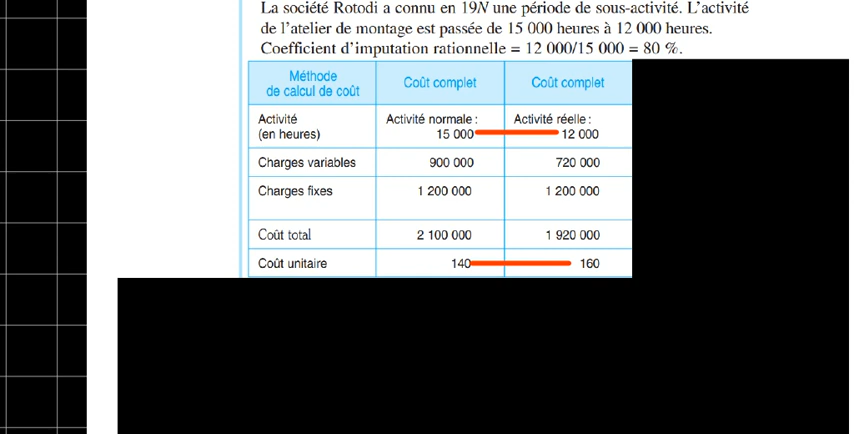 La société Rotodi a connu en 19N une période de sous-activité. L'activité
de l'atelier de montage est passée de 15 000 heures à 12 000 heures.
Coefficient d'imputation rationnelle = 12 000/15 000 = 80 %.
Méthode
de calcul de coût
Coût complet
Coût complet
Activité
(en heures)
Activité normale :
15 000
Activité réelle :
12 000
Charges variables 900 000 720 000
Charges fixes 1 200 000 1 200 000
Coût total 2 100 000 1 920 000
Coût unitaire 140 160